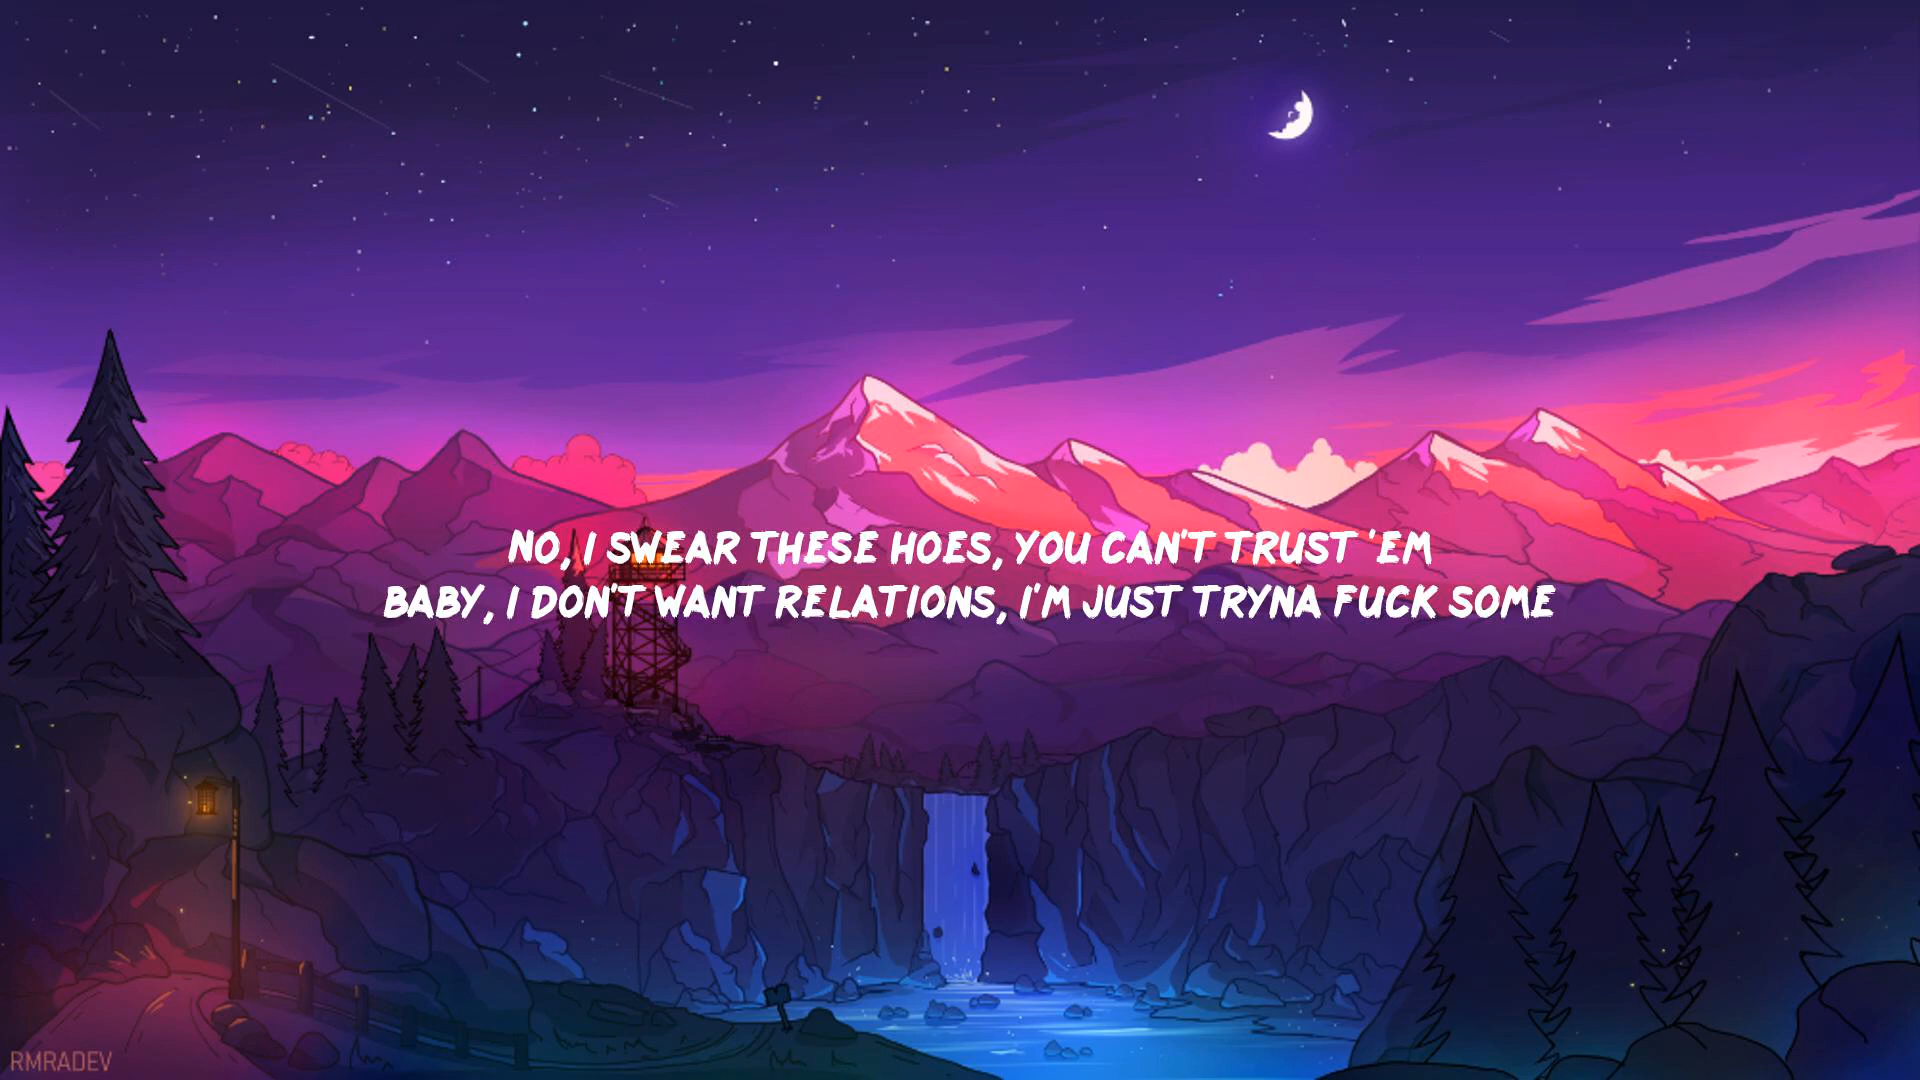 NO, I SWEAR THESE HOES, YOU CAN'T TRUST 'EM
BABY, I DON'T WANT RELATIONS, I'M JUST TRYNA FUCK SOME
RMRADEV